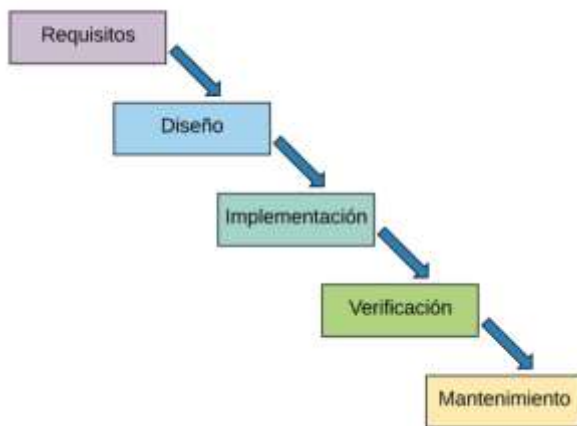 Requisitos
Diseño
Implementación
Verificación
Mantenimiento